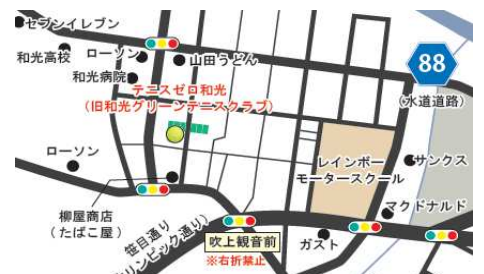 セブンイレブン
和光高校
ローソン
山田うどん
和光病院
88
(水道道路)
テニスゼロ和光
(旧和光グリーンテニスクラブ)
ローソン
レインボー
モータースクール
サンクス
柳屋商店
(たばこ屋)
笹目通り
オリンピック通り)
吹上観音前
※右折禁止
ガスト
マクドナルド